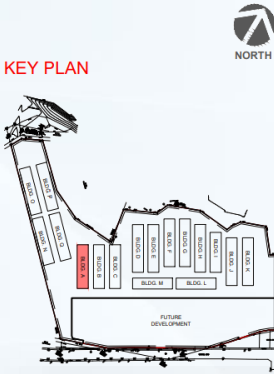 NORTH
KEY PLAN
BLDG. O
BLDG. P
BLDG. N
BLDG. Q
BLDG. A
BLDG. B
BLDG. C
BLDG. D
BLDG. E
BLDG. F
BLDG. G
BLDG. H
BLDG. I
BLDG. J
BLDG. K
BLDG. M
BLDG. L
FUTURE
DEVELOPMENT